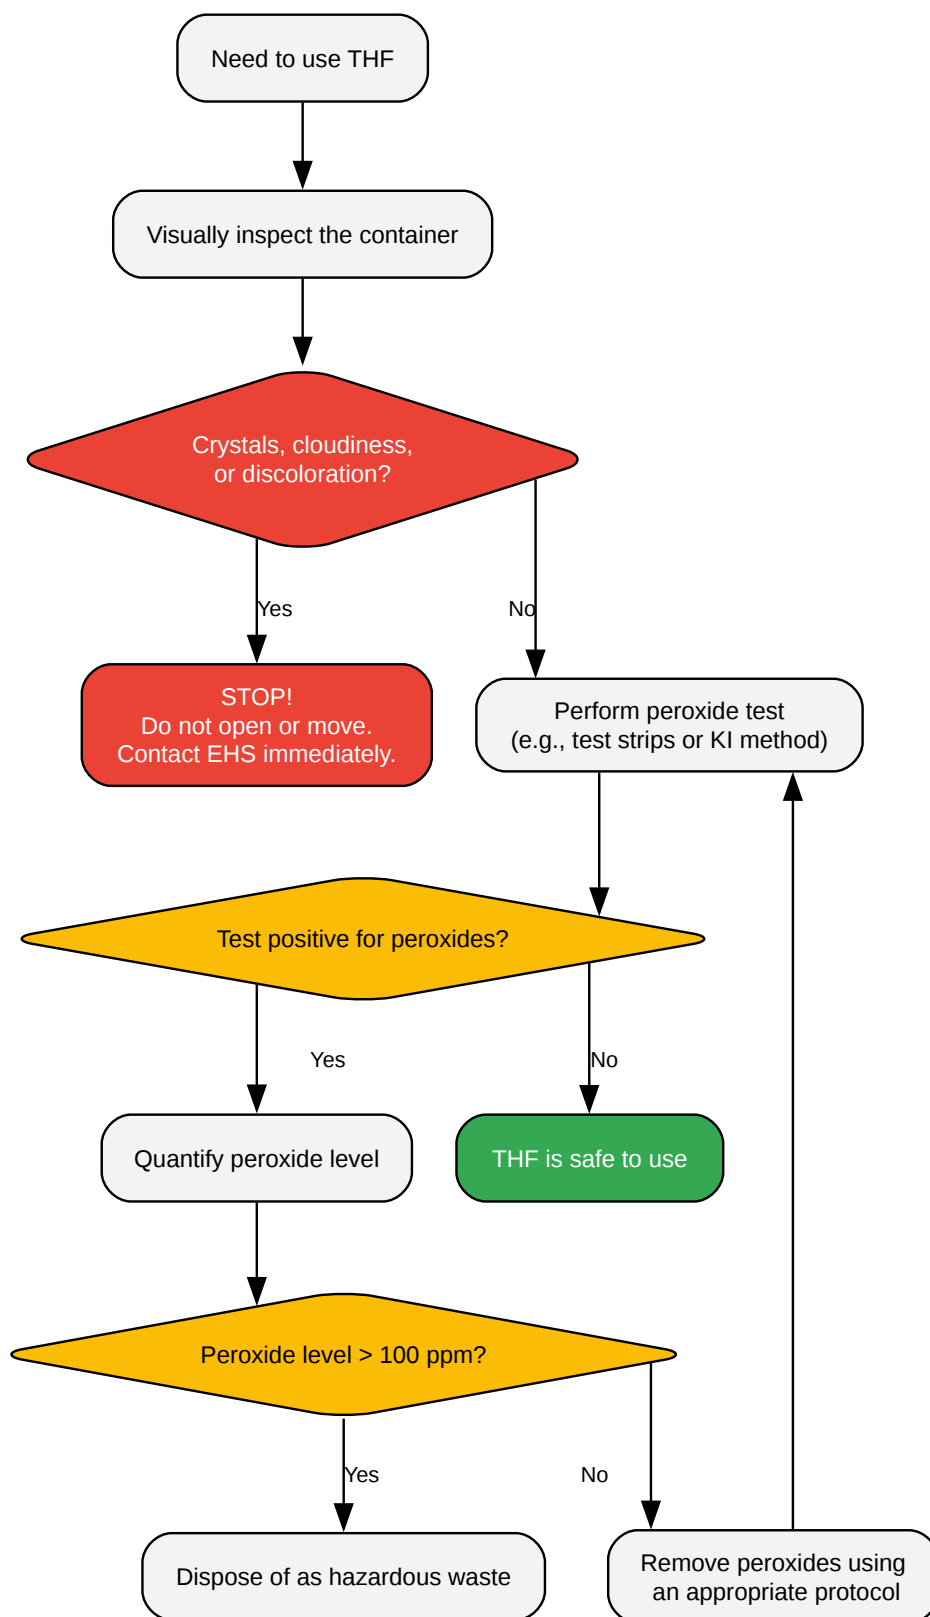 Need to use THF
Visually inspect the container
Crystals, cloudiness,
or discoloration?
Yes
No
STOP!
Do not open or move.
Contact EHS immediately.
Perform peroxide test
(e.g., test strips or KI method)
Test positive for peroxides?
Yes
No
Quantify peroxide level
THF is safe to use
Peroxide level > 100 ppm?
Yes
No
Dispose of as hazardous waste
Remove peroxides using
an appropriate protocol